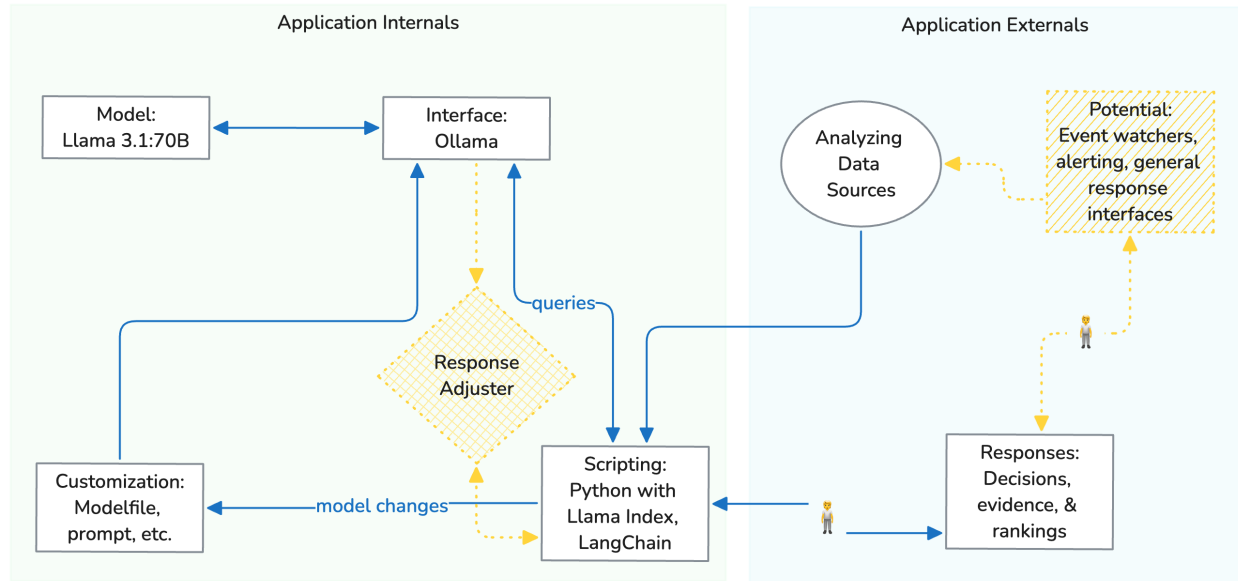 Application Internals
Application Externals
Model:
Llama 3.1:70B
Interface:
Ollama
Analyzing
Data
Sources
Potential:
Event watchers,
alerting, general
response
interfaces
queries
Response
Adjuster
Customization:
Modelfile,
prompt, etc.
model changes
Scripting:
Python with
Llama Index,
LangChain
Responses:
Decisions,
evidence, &
rankings